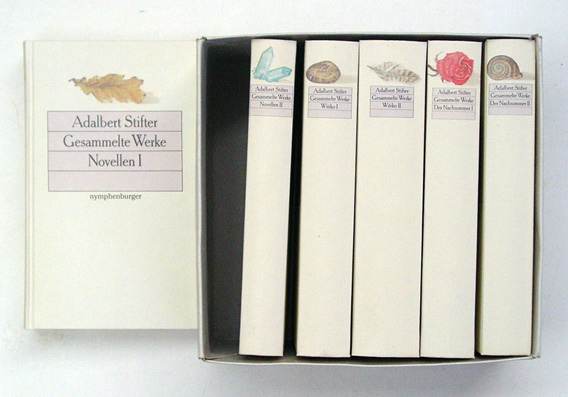 Adalbert Stifter
Gesammelte Werke
Novellen I
nymphenburger
Adalbert Stifter
Gesammelte Werke
Novellen II
Adalbert Stifter
Gesammelte Werke
Witiko I
Adalbert Stifter
Gesammelte Werke
Witiko II
Adalbert Stifter
Gesammelte Werke
Der Nachsommer I
Adalbert Stifter
Gesammelte Werke
Der Nachsommer II